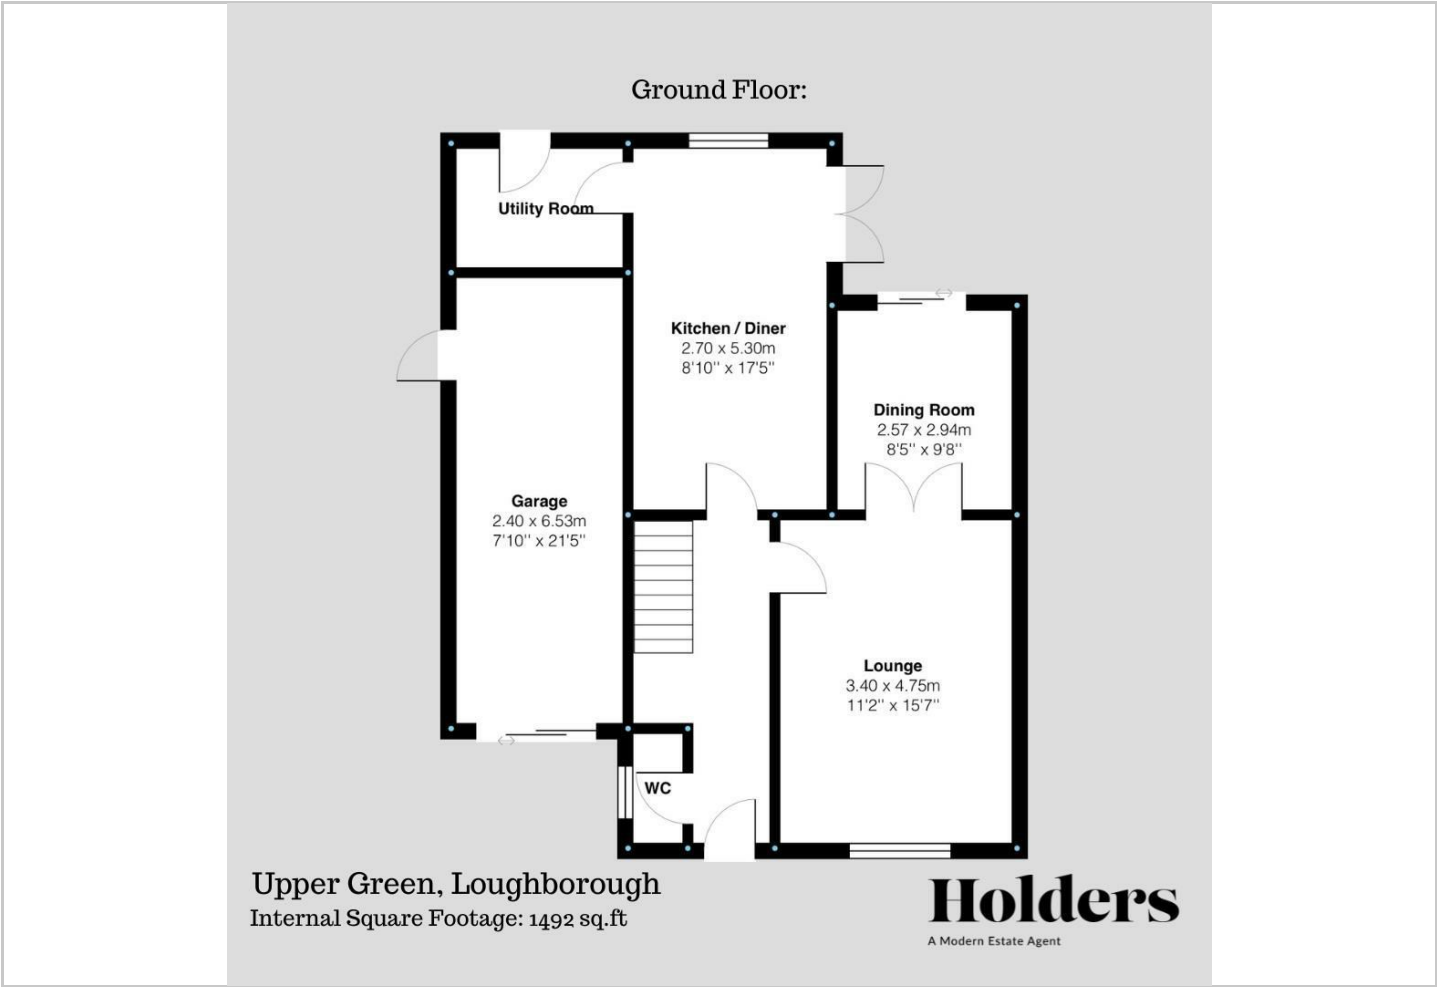 Ground Floor:
Utility Room
Kitchen / Diner
2.70 x 5.30m
8'10'' x 17'5''
Dining Room
2.57 x 2.94m
8'5'' x 9'8''
Garage
2.40 x 6.53m
7'10'' x 21'5''
Lounge
3.40 x 4.75m
11'2'' x 15'7''
WC
Upper Green, Loughborough
Internal Square Footage: 1492 sq.ft
Holders
A Modern Estate Agent